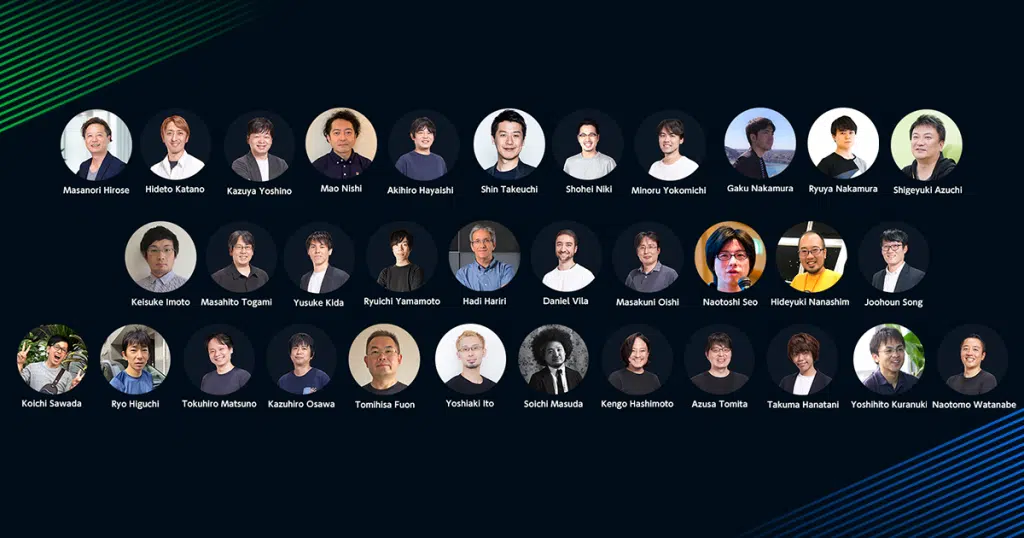 Masanori Hirose
Hideto Katano
Kazuya Yoshino
Mao Nishi
Akihiro Hayaishi
Shin Takeuchi
Shohei Niki
Minoru Yokomichi
Gaku Nakamura
Ryuya Nakamura
Shigeyuki Azuchi
Keisuke Imoto
Masahito Togami
Yusuke Kida
Ryuichi Yamamoto
Hadi Hariri
Daniel Vila
Masakuni Oishi
Naotoshi Seo
Hideyuki Nanashim
Joohoun Song
Koichi Sawada
Ryo Higuchi
Tokuhiro Matsuno
Kazuhiro Osawa
Tomihisa Fuon
Yoshiaki Ito
Soichi Masuda
Kengo Hashimoto
Azusa Tomita
Takuma Hanatani
Yoshihito Kuranuki
Naotomo Watanabe